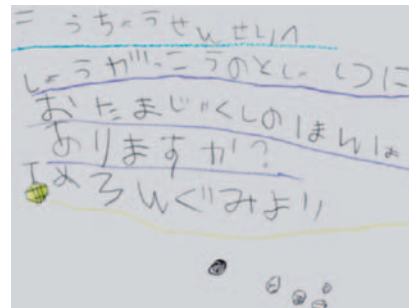 こうちょうせんせいへ
しょうがっこうのとしょしつに
おたまじゃくしのほんは
ありますか?
めろんぐみより